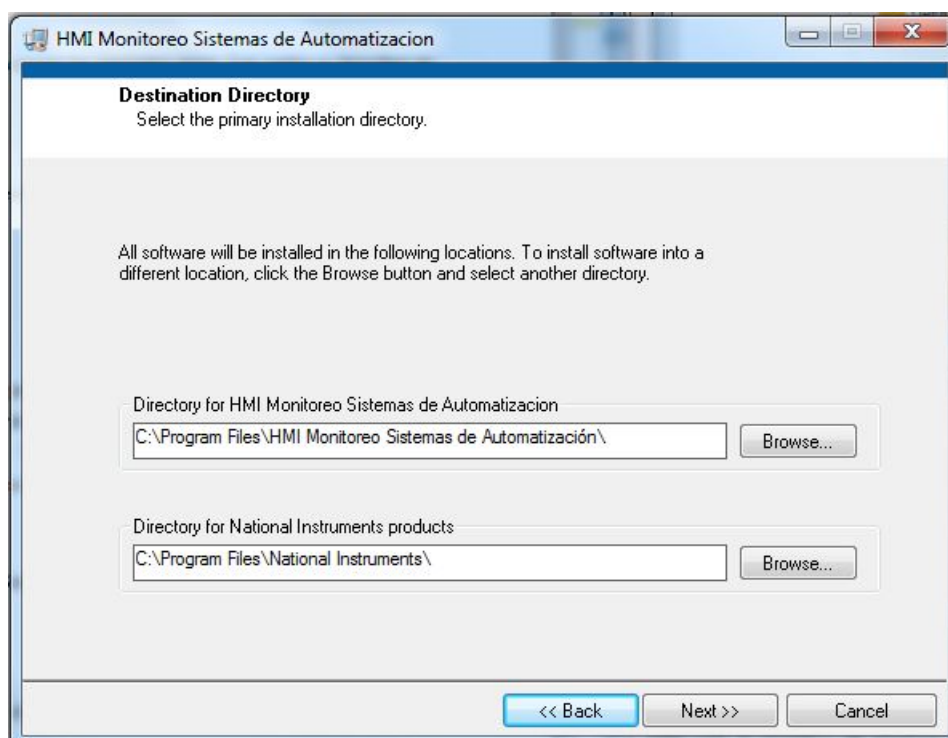 HMI Monitoreo Sistemas de Automatizacion
Destination Directory
Select the primary installation directory.
All software will be installed in the following locations. To install software into a
different location, click the Browse button and select another directory.
Directory for HMI Monitoreo Sistemas de Automatizacion
C:\Program Files\HMI Monitoreo Sistemas de Automatización\
Browse...
Directory for National Instruments products
C:\Program Files\National Instruments\
Browse...
<< Back
Next >>
Cancel